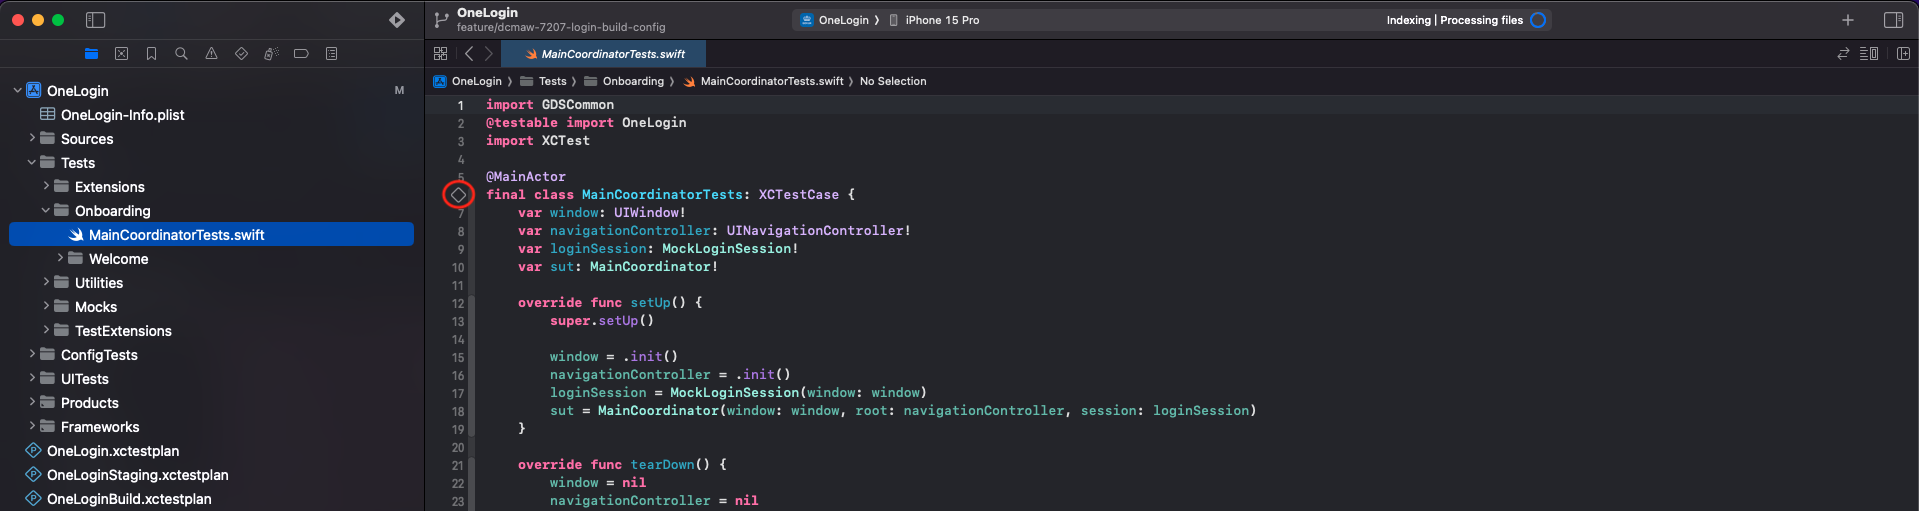 OneLogin
feature/dcmaw-7207-login-build-config
OneLogin 〉 iPhone 15 Pro
Indexing | Processing files
MainCoordinatorTests.swift
OneLogin 〉 Tests 〉 Onboarding 〉 MainCoordinatorTests.swift 〉 No Selection
OneLogin M
OneLogin-Info.plist
Sources
Tests
Extensions
Onboarding
MainCoordinatorTests.swift
Welcome
Utilities
Mocks
TestExtensions
ConfigTests
UITests
Products
Frameworks
OneLogin.xctestplan
OneLoginStaging.xctestplan
OneLoginBuild.xctestplan
1 import GDSCommon
2 @testable import OneLogin
3 import XCTest
4
5 @MainActor
final class MainCoordinatorTests: XCTestCase {
7 var window: UIWindow!
8 var navigationController: UINavigationController!
9 var loginSession: MockLoginSession!
10 var sut: MainCoordinator!
11
12 override func setUp() {
13 super.setUp()
14
15 window = .init()
16 navigationController = .init()
17 loginSession = MockLoginSession(window: window)
18 sut = MainCoordinator(window: window, root: navigationController, session: loginSession)
19 }
20
21 override func tearDown() {
22 window = nil
23 navigationController = nil